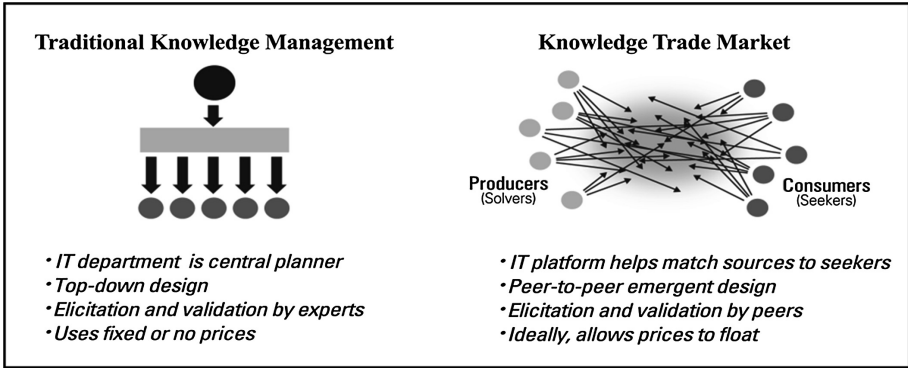 Traditional Knowledge Management
• IT department is central planner
• Top-down design
• Elicitation and validation by experts
• Uses fixed or no prices
Knowledge Trade Market
Producers
(Solvers)
Consumers
(Seekers)
• IT platform helps match sources to seekers
• Peer-to-peer emergent design
• Elicitation and validation by peers
• Ideally, allows prices to float